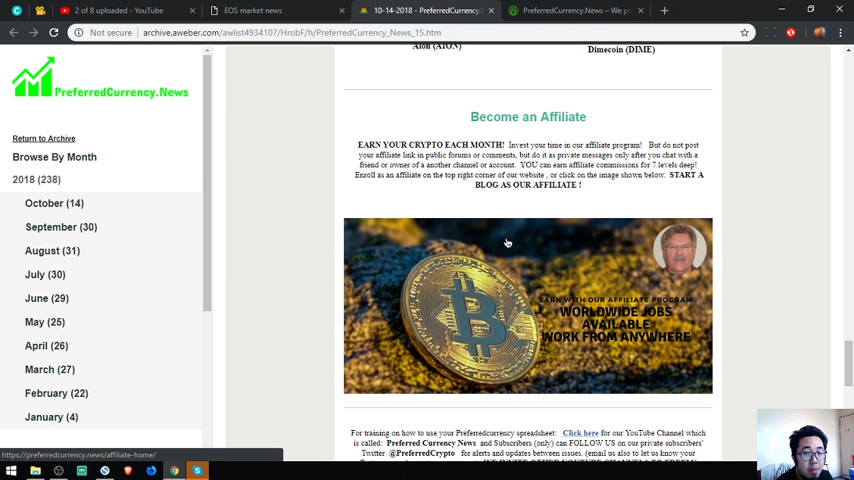 2 of 8 uploaded - YouTube
EOS market news
10-14-2018 - PreferredCurrency.
PreferredCurrency.News – We pr
Not secure
archive.aweber.com/awlist4934107/HrobF/h/PreferredCurrency_News_15.htm
PreferredCurrency.News
Return to Archive
Browse By Month
2018 (238)
October (14)
September (30)
August (31)
July (30)
June (29)
May (25)
April (26)
March (27)
February (22)
January (4)
https://preferredcurrency.news/affiliate-home/
Aion (AION)
Dimecoin (DIME)
Become an Affiliate
EARN YOUR CRYPTO EACH MONTH! Invest your time in our affiliate program! But do not post
your affiliate link in public forums or comments, but do it as private messages only after you chat with a
friend or owner of a another channel or account. YOU can earn affiliate commissions for 7 levels deep!
Enroll as an affiliate on the top right corner of our website , or click on the image shown below. START A
BLOG AS OUR AFFILIATE !
EARN WITH OUR AFFILIATE PROGRAM
WORLDWIDE JOBS
AVAILABLE
WORK FROM ANYWHERE
For training on how to use your Preferredcurrency spreadsheet: Click here for our YouTube Channel which
is called: Preferred Currency News and Subscribers (only) can FOLLOW US on our private subscribers'
Twitter @PreferredCrypto for alerts and updates between issues. (email us also to let us know your